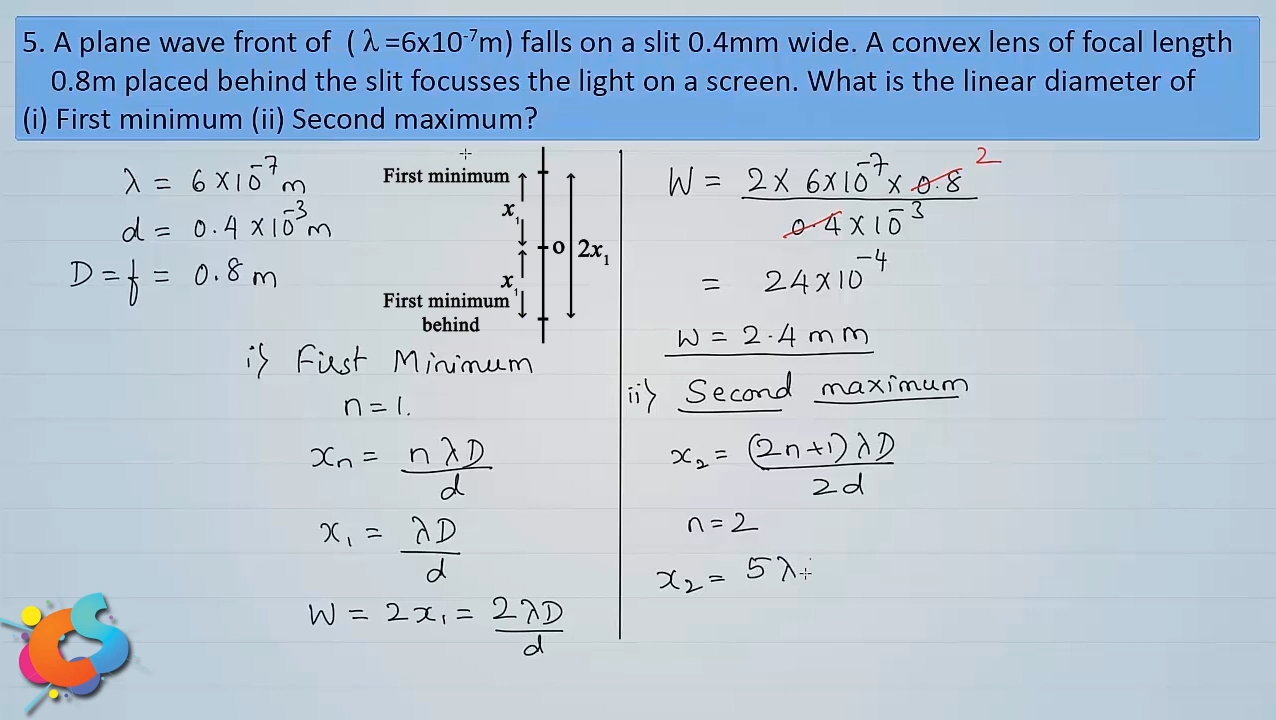 5. A plane wave front of ( λ =6x10⁻⁷m) falls on a slit 0.4mm wide. A convex lens of focal length
0.8m placed behind the slit focusses the light on a screen. What is the linear diameter of
(i) First minimum (ii) Second maximum?
λ = 6×10⁻⁷ m
d = 0.4 ×10⁻³ m
D = f = 0.8 m
First minimum
x₁
O
2x₁
x₁
First minimum
behind
i) First Minimum
n = 1.
xₙ = nλD / d
x₁ = λD / d
W = 2x₁ = 2λD / d
W = 2 × 6×10⁻⁷ × 0.8 / 0.4 ×10⁻³
2
= 24×10⁻⁴
W = 2.4 mm
ii) Second maximum
x₂ = (2n+1) λD / 2d
n = 2
x₂ = 5 λ
CS